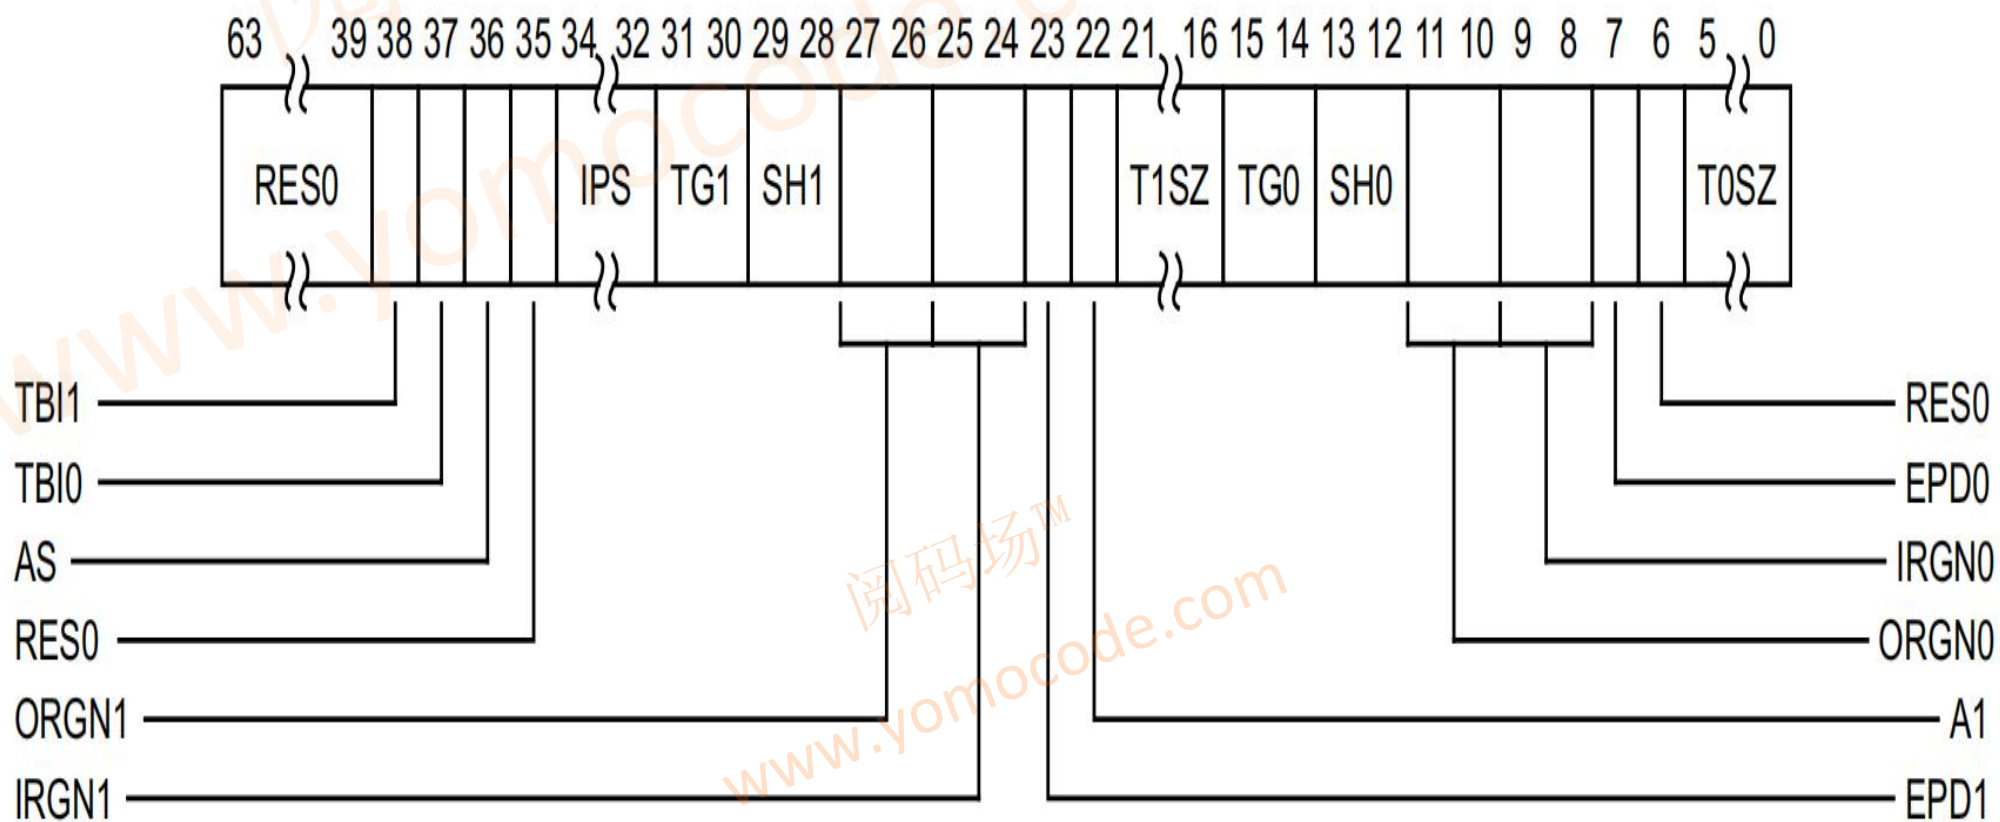 63 39 38 37 36 35 34 32 31 30 29 28 27 26 25 24 23 22 21 16 15 14 13 12 11 10 9 8 7 6 5 0
RES0 IPS TG1 SH1 T1SZ TG0 SH0 T0SZ
TBI1 RES0
TBI0 EPD0
AS IRGN0
RES0 ORGN0
ORGN1 A1
IRGN1 EPD1
www.yomocode.com
阅码场™
www.yomocode.com